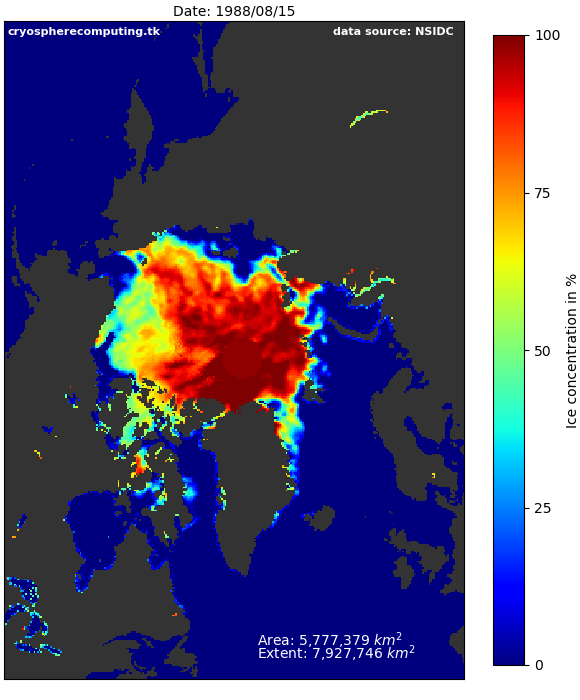 Date: 1988/08/15
cryospherecomputing.tk data source: NSIDC
100
75
50
25
0
Ice concentration in %
Area: 5,777,379 km²
Extent: 7,927,746 km²